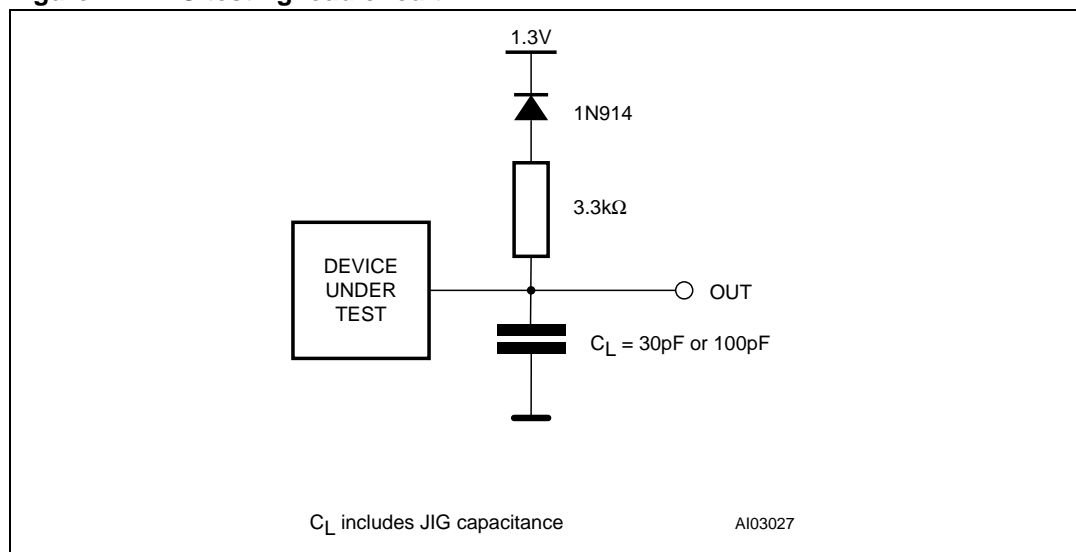 1.3V
1N914
3.3kΩ
DEVICE
UNDER
TEST
OUT
CL = 30pF or 100pF
CL includes JIG capacitance
AI03027